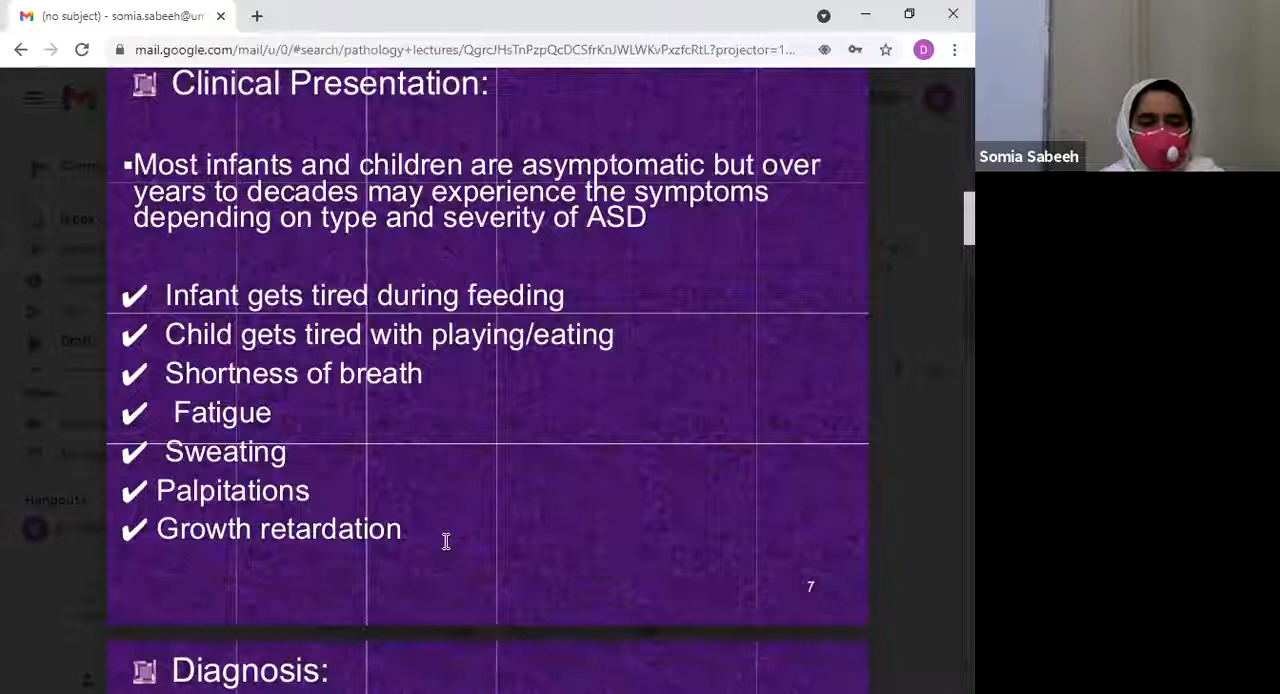 (no subject) - somia.sabeeh@um
mail.google.com/mail/u/0/#search/pathology+lectures/QgrcJHsTnPzpQcDCSfrKnJWLWKvPxzfcRtL?projector=1...
D
Clinical Presentation:
Somia Sabeeh
▪Most infants and children are asymptomatic but over
years to decades may experience the symptoms
depending on type and severity of ASD
✔ Infant gets tired during feeding
✔ Child gets tired with playing/eating
✔ Shortness of breath
✔ Fatigue
✔ Sweating
✔ Palpitations
✔ Growth retardation
Hangouts
7
Diagnosis: